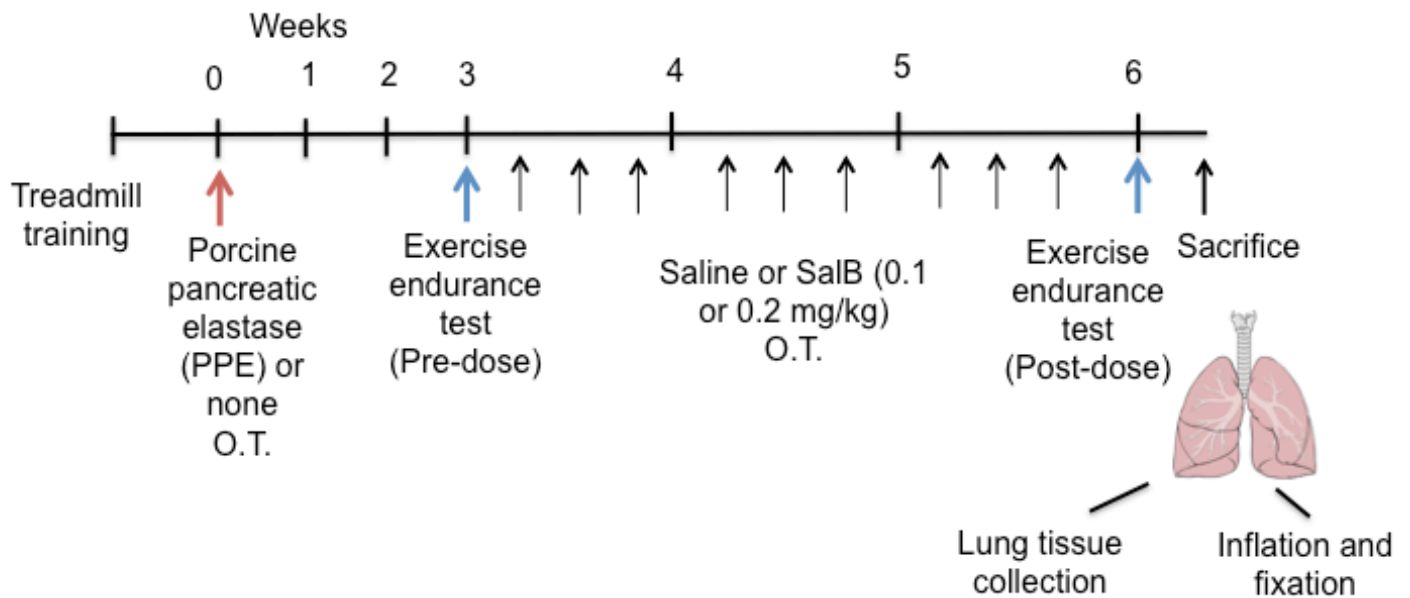 Weeks
0 1 2 3 4 5 6
Treadmill
training
Porcine
pancreatic
elastase
(PPE) or
none
O.T.
Exercise
endurance
test
(Pre-dose)
Saline or SalB (0.1
or 0.2 mg/kg)
O.T.
Exercise
endurance
test
(Post-dose)
Sacrifice
Lung tissue
collection
Inflation and
fixation